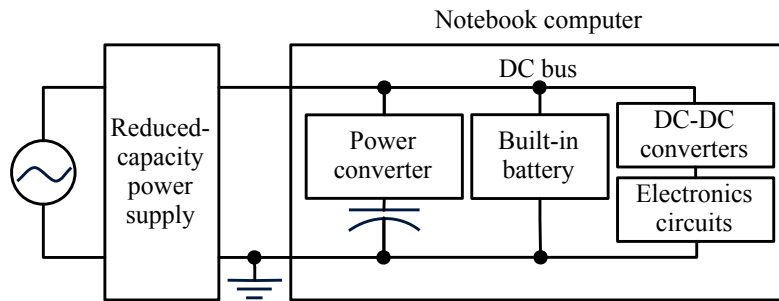 Notebook computer
DC bus
Reduced-
capacity
power
supply
Power
converter
Built-in
battery
DC-DC
converters
Electronics
circuits